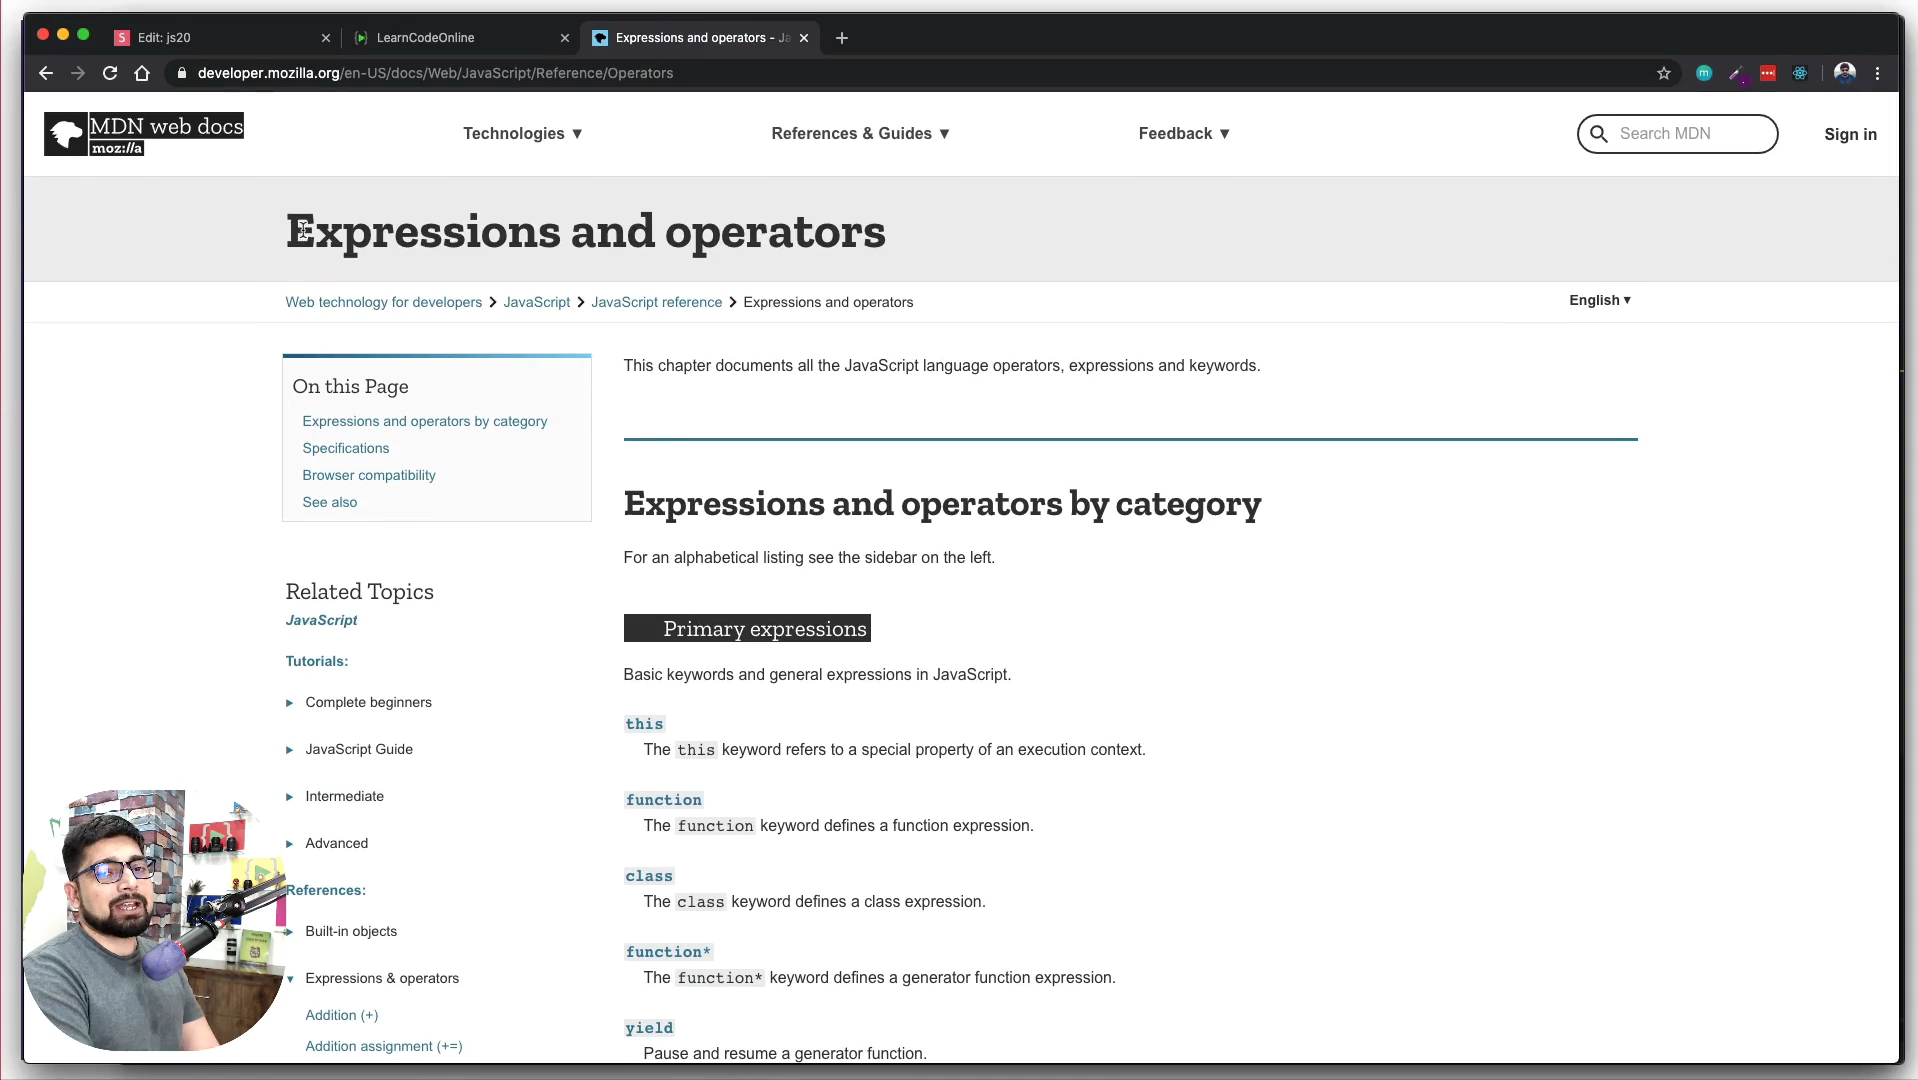 Edit: js20
LearnCodeOnline
Expressions and operators - Ja
developer.mozilla.org/en-US/docs/Web/JavaScript/Reference/Operators
MDN web docs
moz://a
Technologies ▼
References & Guides ▼
Feedback ▼
Search MDN
Sign in
Expressions and operators
Web technology for developers
JavaScript
JavaScript reference
Expressions and operators
English ▼
On this Page
Expressions and operators by category
Specifications
Browser compatibility
See also
Related Topics
JavaScript
Tutorials:
Complete beginners
JavaScript Guide
Intermediate
Advanced
References:
Built-in objects
Expressions & operators
Addition (+)
Addition assignment (+=)
This chapter documents all the JavaScript language operators, expressions and keywords.
Expressions and operators by category
For an alphabetical listing see the sidebar on the left.
Primary expressions
Basic keywords and general expressions in JavaScript.
this
The this keyword refers to a special property of an execution context.
function
The function keyword defines a function expression.
class
The class keyword defines a class expression.
function*
The function* keyword defines a generator function expression.
yield
Pause and resume a generator function.